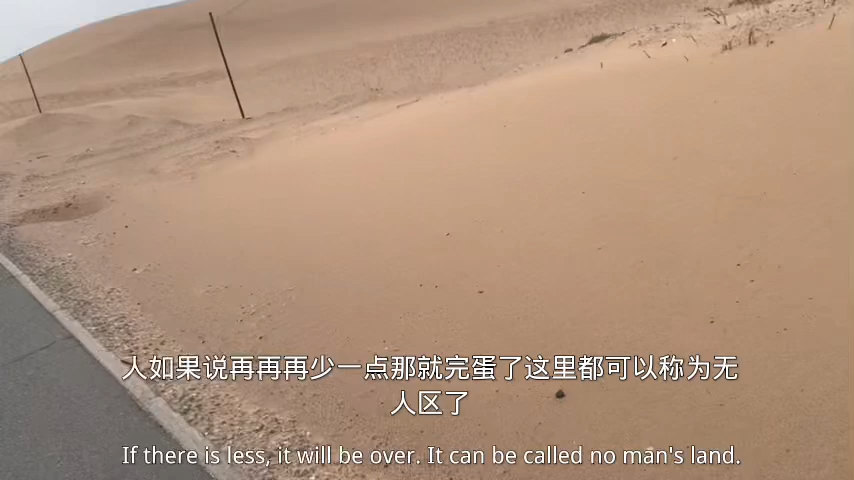 人如果说再再再少一点那就完蛋了这里都可以称为无
人区了
If there is less, it will be over. It can be called no man's land.